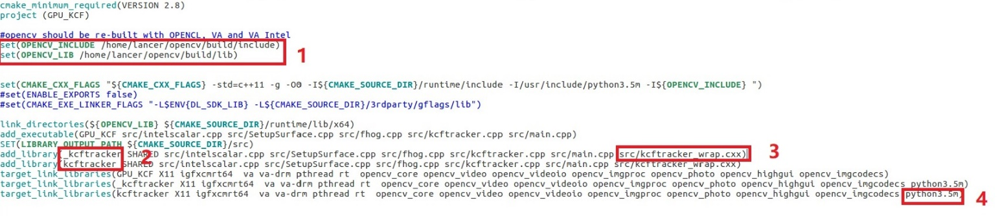 cmake_minimum_required(VERSION 2.8)
project (GPU_KCF)
#opencv should be re-built with OPENCL, VA and VA Intel
set(OPENCV_INCLUDE /home/lancer/opencv/build/include)
set(OPENCV_LIB /home/lancer/opencv/build/lib)
1
set(CMAKE_CXX_FLAGS "${CMAKE_CXX_FLAGS} -std=c++11 -g -O0 -I${CMAKE_SOURCE_DIR}/runtime/include -I/usr/include/python3.5m -I${OPENCV_INCLUDE} ")
#set(ENABLE_EXPORTS false)
#set(CMAKE_EXE_LINKER_FLAGS "-L$ENV{DL_SDK_LIB} -L${CMAKE_SOURCE_DIR}/3rdparty/gflags/lib")
link_directories(${OPENCV_LIB} ${CMAKE_SOURCE_DIR}/runtime/lib/x64)
add_executable(GPU_KCF src/intelscalar.cpp src/SetupSurface.cpp src/fhog.cpp src/kcftracker.cpp src/main.cpp)
SET(LIBRARY_OUTPUT_PATH ${CMAKE_SOURCE_DIR}/src)
add_library(_kcftracker SHARED src/intelscalar.cpp src/SetupSurface.cpp src/fhog.cpp src/kcftracker.cpp src/main.cpp src/kcftracker_wrap.cxx)
2
3
add_library(kcftracker SHARED src/intelscalar.cpp src/SetupSurface.cpp src/fhog.cpp src/kcftracker.cpp src/main.cpp src/kcftracker_wrap.cxx)
target_link_libraries(GPU_KCF X11 igfxcmrt64 va va-drm pthread rt opencv_core opencv_video opencv_videoio opencv_imgproc opencv_photo opencv_highgui opencv_imgcodecs)
target_link_libraries(_kcftracker X11 igfxcmrt64 va va-drm pthread rt opencv_core opencv_video opencv_videoio opencv_imgproc opencv_photo opencv_highgui opencv_imgcodecs python3.5m)
target_link_libraries(kcftracker X11 igfxcmrt64 va va-drm pthread rt opencv_core opencv_video opencv_videoio opencv_imgproc opencv_photo opencv_highgui opencv_imgcodecs python3.5m)
4